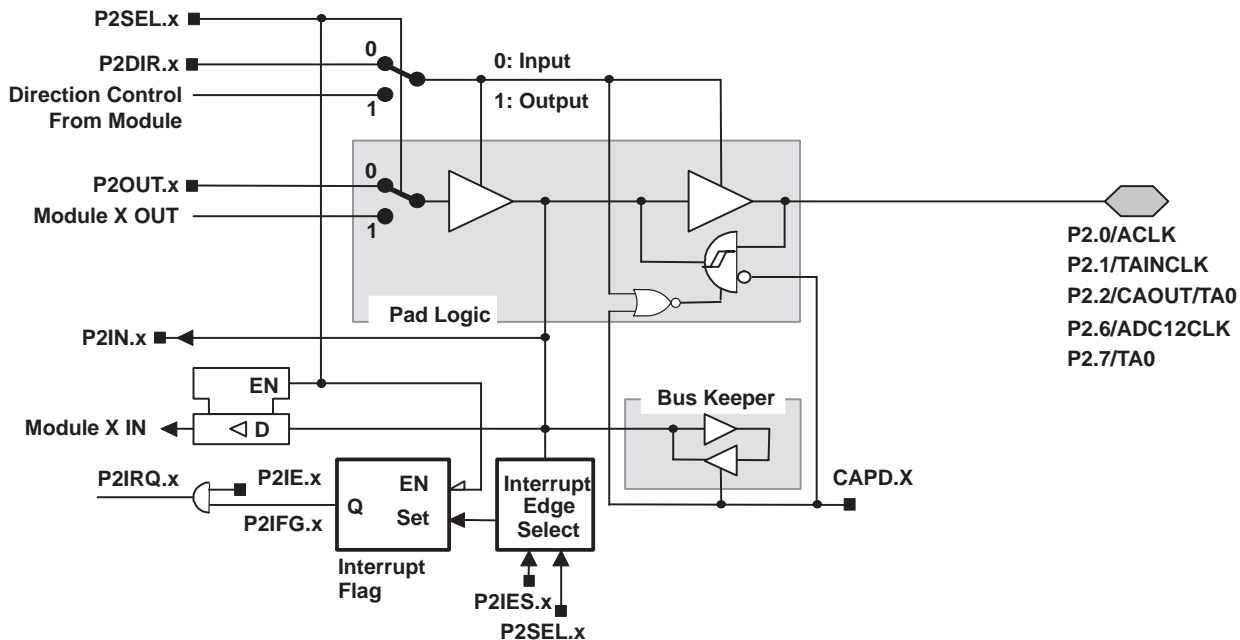 P2SEL.x
0
P2DIR.x
0: Input
Direction Control
From Module
1
1: Output
0
P2OUT.x
Module X OUT
1
P2.0/ACLK
P2.1/TAINCLK
P2.2/CAOUT/TA0
P2.6/ADC12CLK
P2.7/TA0
Pad Logic
P2IN.x
EN
Bus Keeper
Module X IN
D
CAPD.X
P2IRQ.x
P2IE.x
P2IFG.x
Q
EN
Set
Interrupt
Edge
Select
Interrupt
Flag
P2IES.x
P2SEL.x